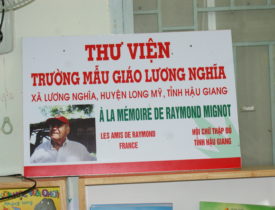 THƯ VIỆN
TRƯỜNG MẪU GIÁO LƯƠNG NGHĨA
XÃ LƯƠNG NGHĨA, HUYỆN LONG MỸ, TỈNH HẬU GIANG
À LA MÉMOIRE DE RAYMOND MIGNOT
LES AMIS DE RAYMOND
FRANCE
HỘI CHỮ THẬP ĐỎ
TỈNH HẬU GIANG